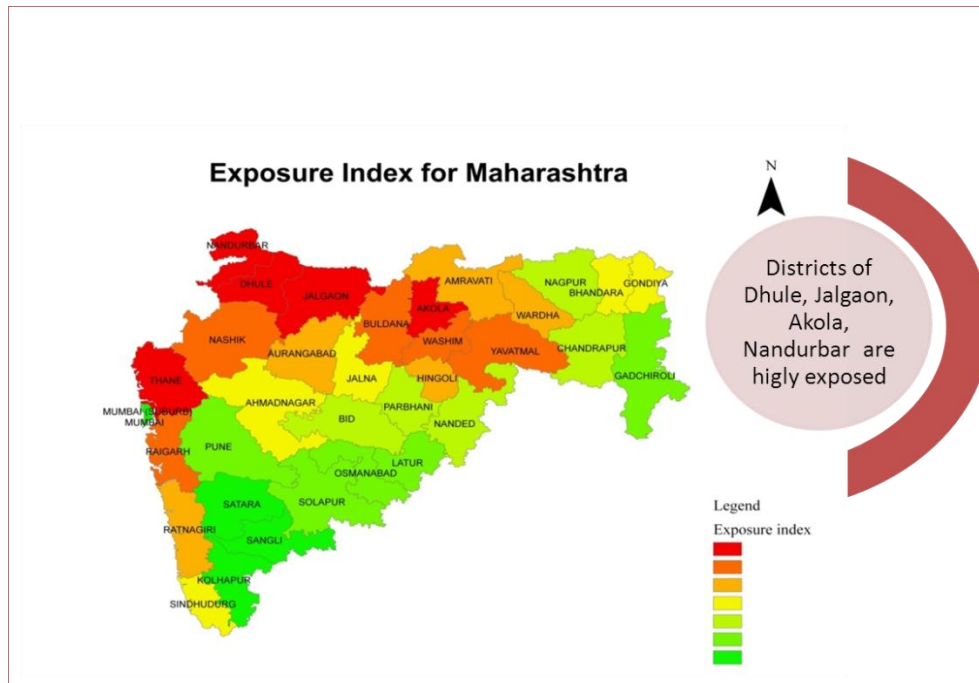 Exposure Index for Maharashtra
N
NANDURBAR
DHULE
JALGAON
AMRAVATI
AKOLA
BULDANA
WASHIM
WARDHA
NAGPUR
BHANDARA
GONDIYA
NASHIK
AURANGABAD
YAVATMAL
CHANDRAPUR
GADCHIROLI
THANE
JALNA
HINGOLI
AHMADNAGAR
PARBHANI
MUMBAI (SUBURB)
MUMBAI
BID
NANDED
RAIGARH
PUNE
LATUR
OSMANABAD
SATARA
SOLAPUR
RATNAGIRI
SANGLI
KOLHAPUR
SINDHUDURG
Districts of
Dhule, Jalgaon,
Akola,
Nandurbar are
higly exposed
Legend
Exposure index